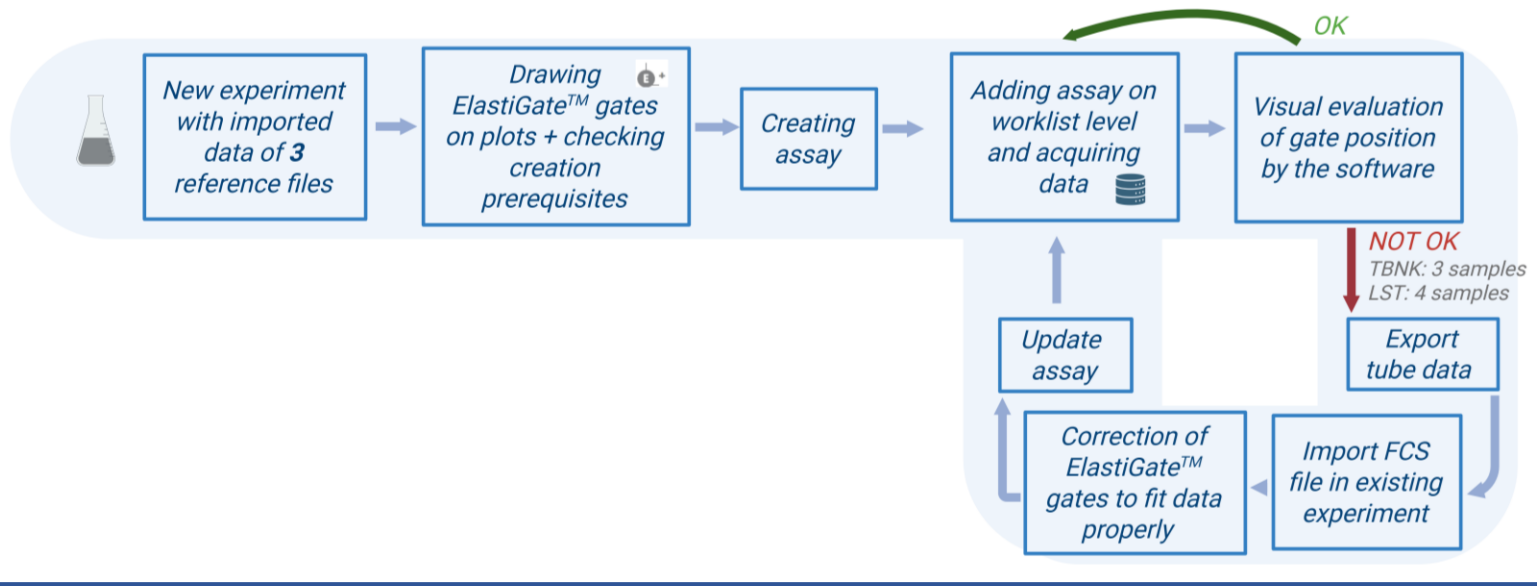 New experiment
with imported
data of 3
reference files
Drawing
E +
ElastiGate™ gates
on plots + checking
creation
prerequisites
Creating
assay
Adding assay on
worklist level
and acquiring
data
Visual evaluation
of gate position
by the software
OK
NOT OK
TBNK: 3 samples
LST: 4 samples
Export
tube data
Import FCS
file in existing
experiment
Correction of
ElastiGate™
gates to fit data
properly
Update
assay